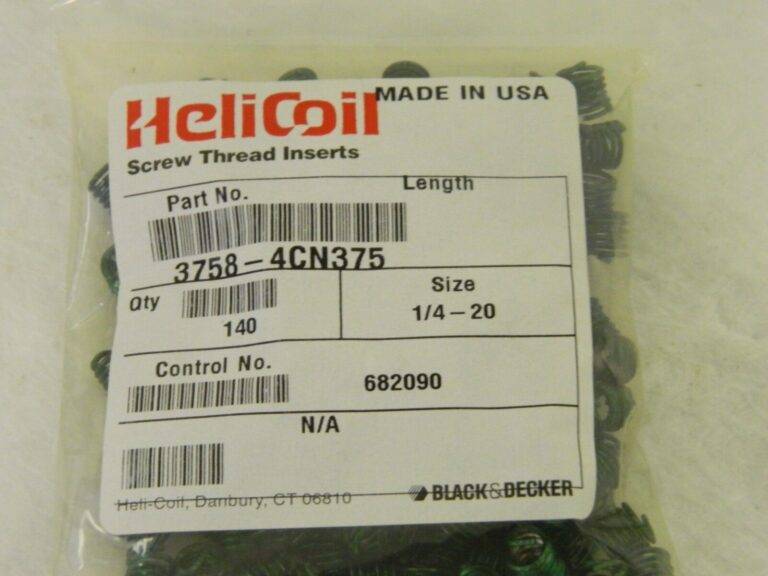 HeliCoil MADE IN USA
Screw Thread Inserts
Part No. Length
3758-4CN375
Qty 140
Size
1/4-20
Control No. 682090
N/A
Heli-Coil, Danbury, CT 06810 BLACK&DECKER